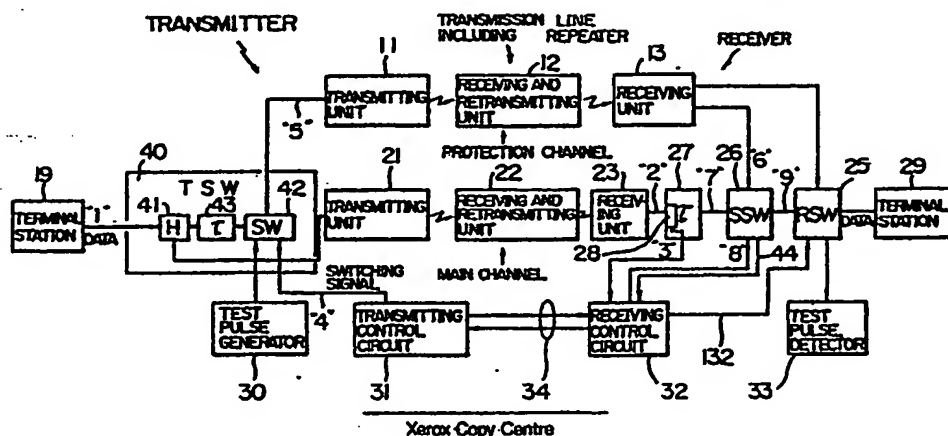 TRANSMITTER
TRANSMISSION LINE
INCLUDING REPEATER
RECEIVER
11
12
13
TRANSMITTING
UNIT
RECEIVING AND
RETRANSMITTING
UNIT
RECEIVING
UNIT
"5"
PROTECTION CHANNEL
40
19
TERMINAL
STATION
"1"
DATA
TSW
41
43
42
H
τ
SW
21
TRANSMITTING
UNIT
22
RECEIVING AND
RETRANSMITTING
UNIT
MAIN CHANNEL
23
RECEIV-
ING
UNIT
"2"
27
τ
28
"3"
"7"
26
SSW
"6"
"8"
44
"9"
25
RSW
DATA
29
TERMINAL
STATION
SWITCHING
SIGNAL
"4"
TEST
PULSE
GENERATOR
30
TRANSMITTING
CONTROL
CIRCUIT
31
34
RECEIVING
CONTROL
CIRCUIT
32
132
TEST
PULSE
DETECTOR
33
Xerox Copy Centre